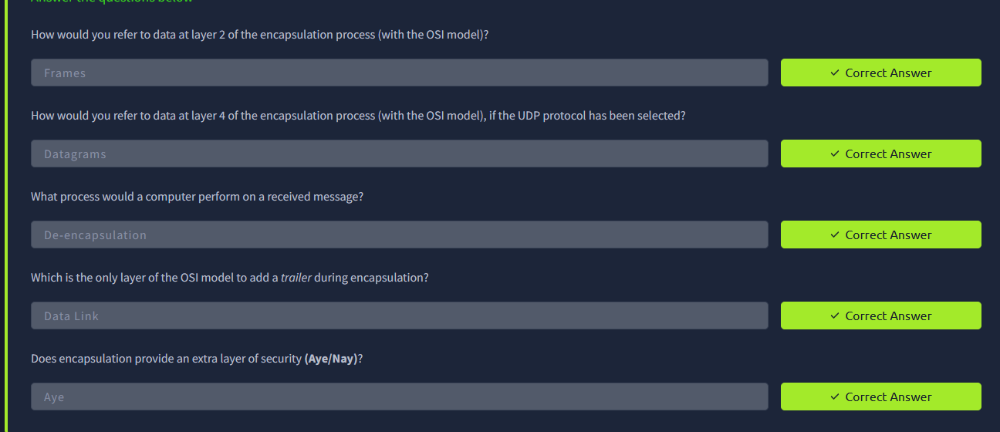 Answer the questions below
How would you refer to data at layer 2 of the encapsulation process (with the OSI model)?
Frames
✓ Correct Answer
How would you refer to data at layer 4 of the encapsulation process (with the OSI model), if the UDP protocol has been selected?
Datagrams
✓ Correct Answer
What process would a computer perform on a received message?
De-encapsulation
✓ Correct Answer
Which is the only layer of the OSI model to add a trailer during encapsulation?
Data Link
✓ Correct Answer
Does encapsulation provide an extra layer of security (Aye/Nay)?
Aye
✓ Correct Answer